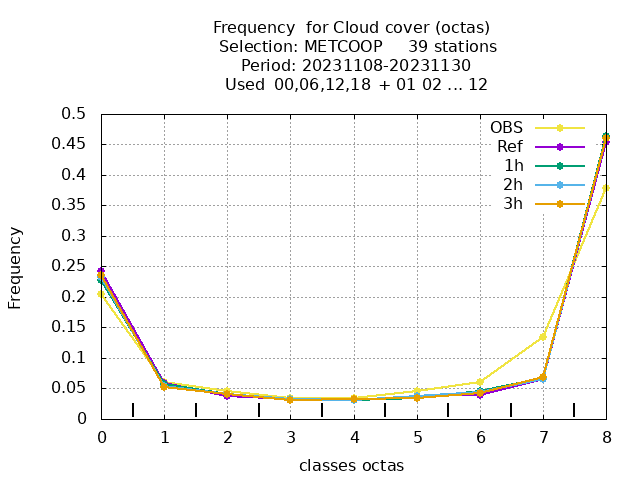 Frequency  for Cloud cover (octas)
Selection: METCOOP     39 stations
Period: 20231108-20231130
Used  00,06,12,18 + 01 02 ... 12
OBS
Ref
1h
2h
3h
0.5
0.45
0.4
0.35
0.3
0.25
0.2
0.15
0.1
0.05
0
Frequency
0 1 2 3 4 5 6 7 8
classes octas